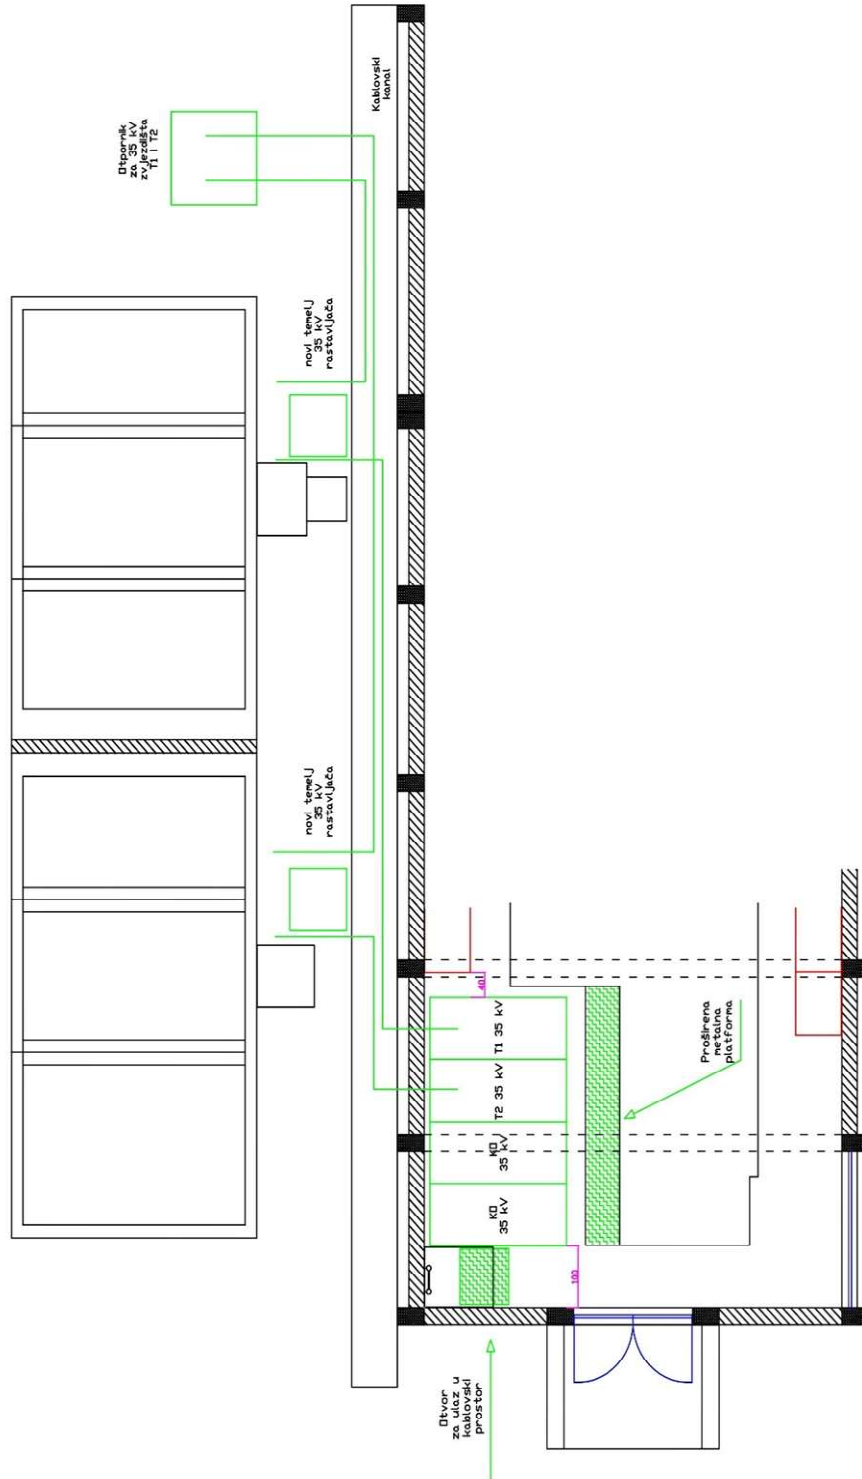 Kablovski
kanal
Otpornik
za 35 kV
zvjezdišta
T1 i T2
novi temelj
35 kV
rastavljača
novi temelj
35 kV
rastavljača
40
T1 35 kV
T2 35 kV
KO
35 kV
KO
35 kV
100
Proširena
metalna
platforma
Otvor
za ulaz u
kablovski
prostor